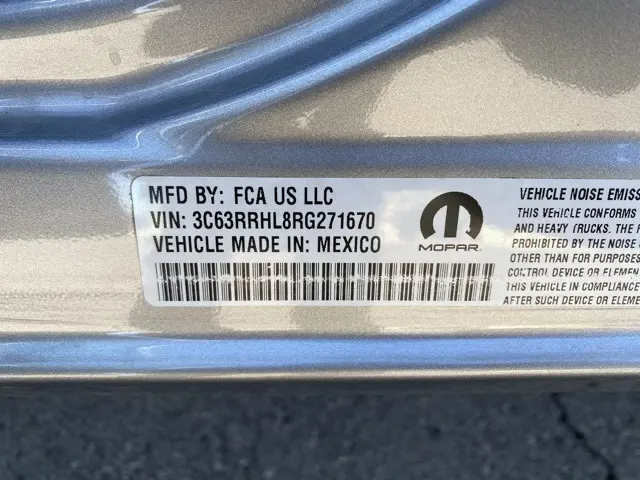 MFD BY: FCA US LLC
VIN: 3C63RRHL8RG271670
VEHICLE MADE IN: MEXICO
MOPAR
VEHICLE NOISE EMISS
THIS VEHICLE CONFORMS
AND HEAVY TRUCKS. THE
PROHIBITED BY THE NOISE
OTHER THAN FOR PURPOSES
CONTROL DEVICE OR ELEMEN
THIS VEHICLE IN COMPLIANCE
AFTER SUCH DEVICE OR ELEME